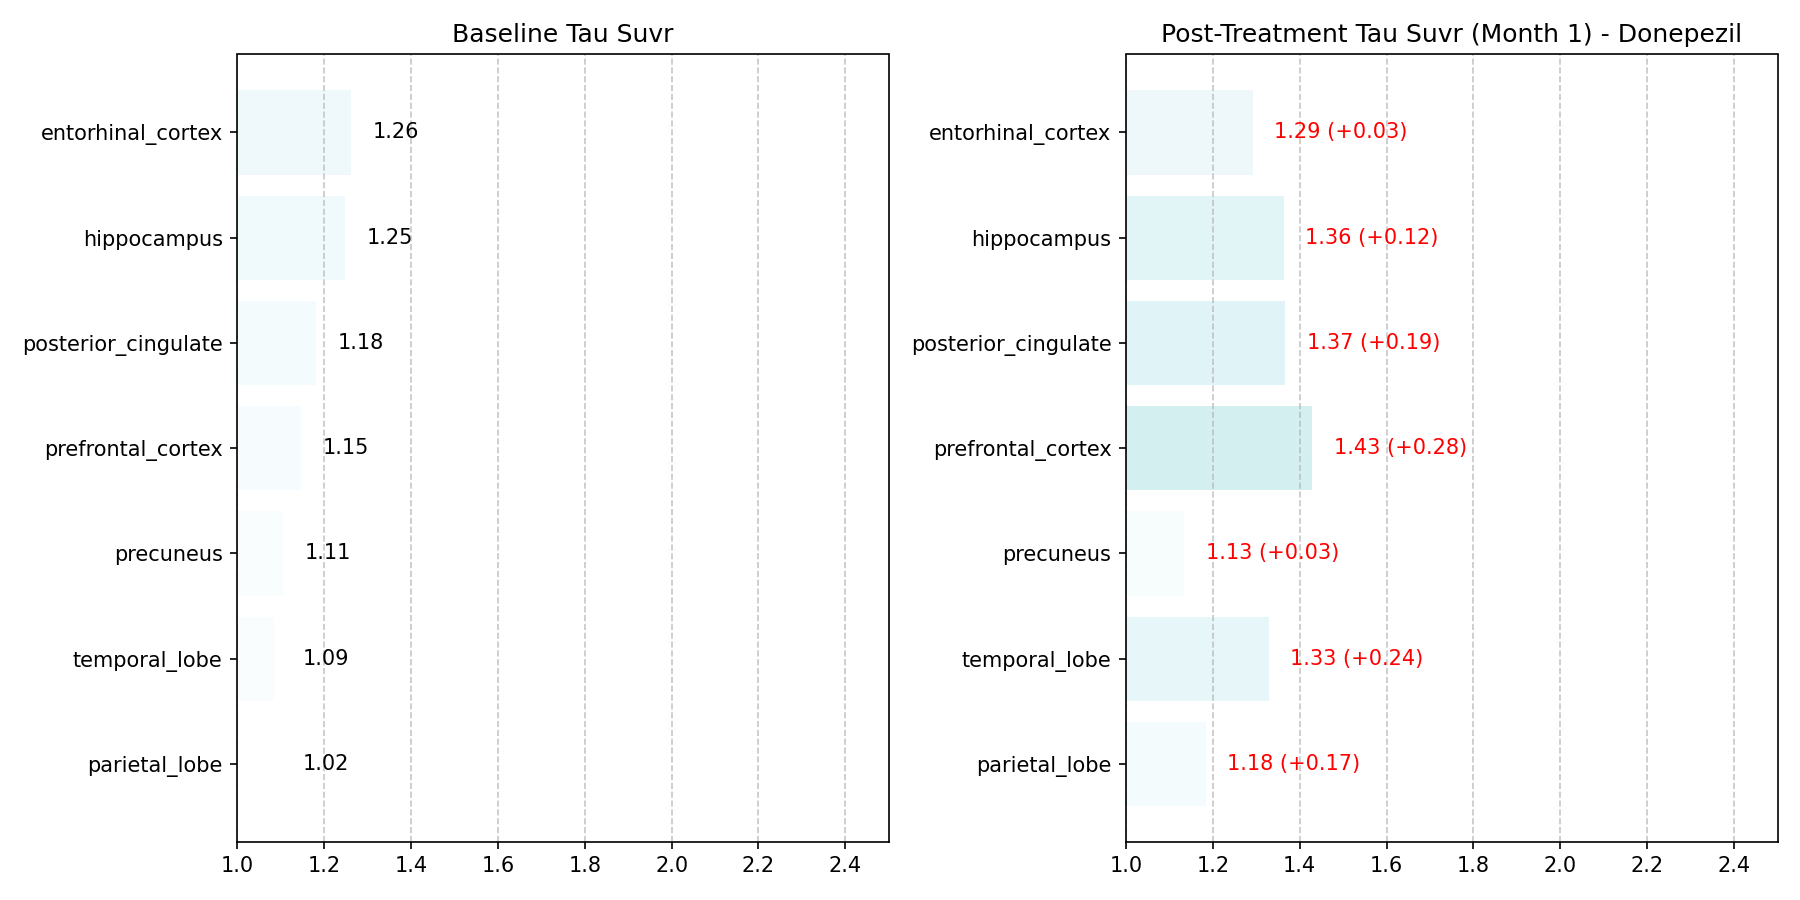 Baseline Tau Suvr
entorhinal_cortex
1.26
hippocampus
1.25
posterior_cingulate
1.18
prefrontal_cortex
1.15
precuneus
1.11
temporal_lobe
1.09
parietal_lobe
1.02
1.0 1.2 1.4 1.6 1.8 2.0 2.2 2.4
Post-Treatment Tau Suvr (Month 1) - Donepezil
entorhinal_cortex
1.29 (+0.03)
hippocampus
1.36 (+0.12)
posterior_cingulate
1.37 (+0.19)
prefrontal_cortex
1.43 (+0.28)
precuneus
1.13 (+0.03)
temporal_lobe
1.33 (+0.24)
parietal_lobe
1.18 (+0.17)
1.0 1.2 1.4 1.6 1.8 2.0 2.2 2.4